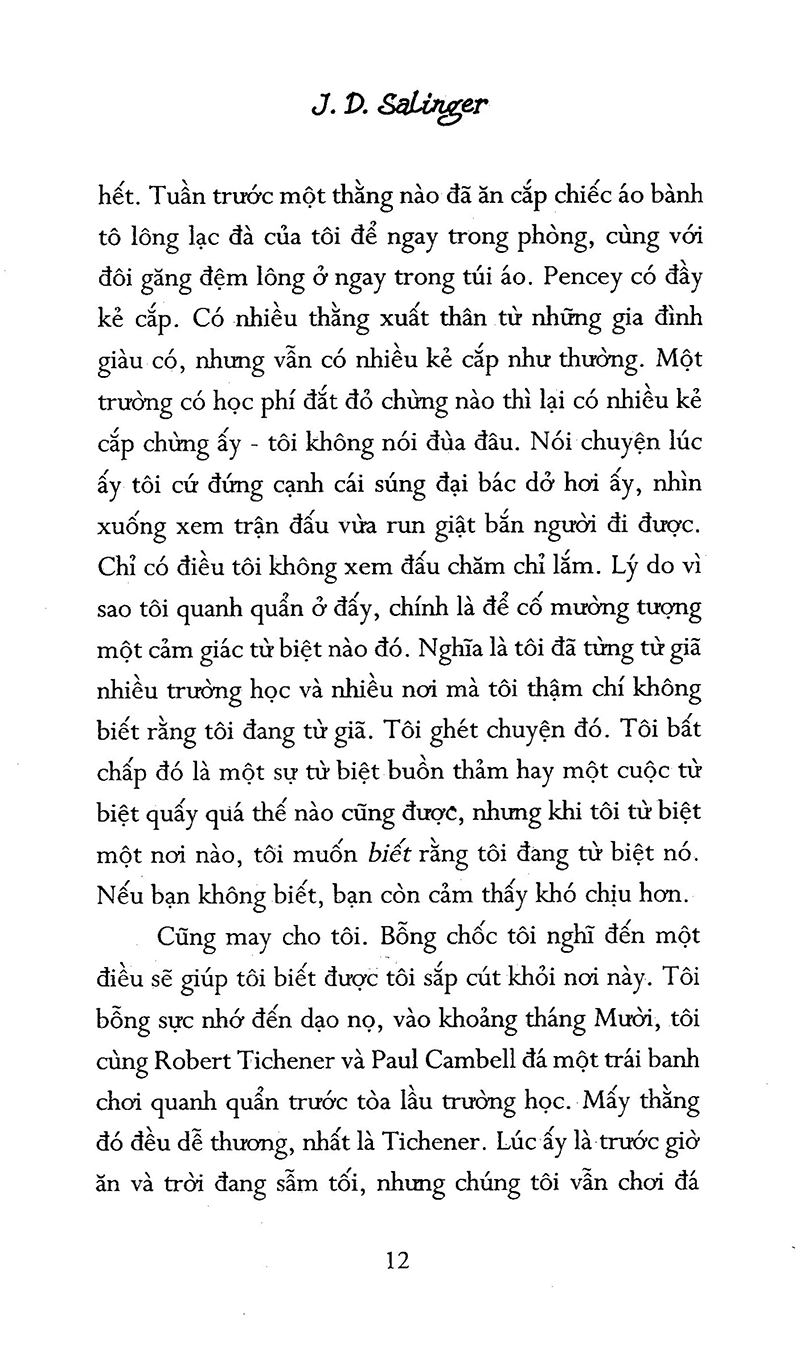 J. D. Salinger
hết. Tuần trước một thằng nào đã ăn cắp chiếc áo bành
tô lông lạc đà của tôi để ngay trong phòng, cùng với
đôi găng đệm lông ở ngay trong túi áo. Pencey có đầy
kẻ cắp. Có nhiều thằng xuất thân từ những gia đình
giàu có, nhưng vẫn có nhiều kẻ cắp như thường. Một
trường có học phí đắt đỏ chừng nào thì lại có nhiều kẻ
cắp chừng ấy - tôi không nói đùa đâu. Nói chuyện lúc
ấy tôi cứ đứng cạnh cái súng đại bác dở hơi ấy, nhìn
xuống xem trận đấu vừa run giật bắn người đi được.
Chỉ có điều tôi không xem đấu chăm chỉ lắm. Lý do vì
sao tôi quanh quẩn ở đấy, chính là để cố mường tượng
một cảm giác từ biệt nào đó. Nghĩa là tôi đã từng từ giã
nhiều trường học và nhiều nơi mà tôi thậm chí không
biết rằng tôi đang từ giã. Tôi ghét chuyện đó. Tôi bất
chấp đó là một sự từ biệt buồn thảm hay một cuộc từ
biệt quấy quá thế nào cũng được, nhưng khi tôi từ biệt
một nơi nào, tôi muốn biết rằng tôi đang từ biệt nó.
Nếu bạn không biết, bạn còn cảm thấy khó chịu hơn.
Cũng may cho tôi. Bỗng chốc tôi nghĩ đến một
điều sẽ giúp tôi biết được tôi sắp cút khỏi nơi này. Tôi
bỗng sực nhớ đến dạo nọ, vào khoảng tháng Mười, tôi
cùng Robert Tichener và Paul Cambell đá một trái banh
chơi quanh quẩn trước tòa lầu trường học. Mấy thằng
đó đều dễ thương, nhất là Tichener. Lúc ấy là trước giờ
ăn và trời đang sẫm tối, nhưng chúng tôi vẫn chơi đá
12